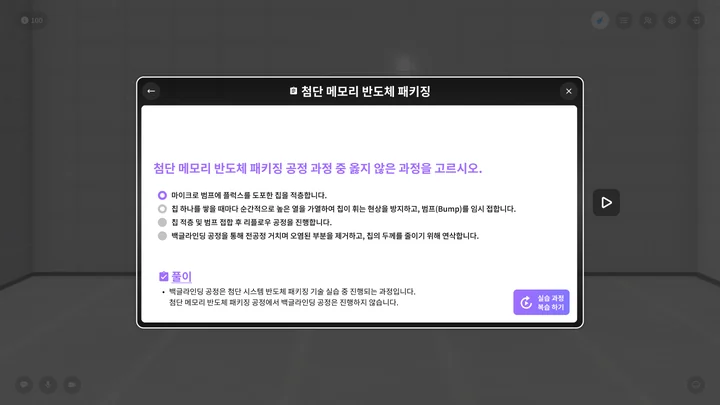 100
첨단 메모리 반도체 패키징
첨단 메모리 반도체 패키징 공정 과정 중 옳지 않은 과정을 고르시오.
마이크로 범프에 플럭스를 도포한 칩을 적층합니다.
칩 하나를 쌓을 때마다 순간적으로 높은 열을 가열하여 칩이 휘는 현상을 방지하고, 범프(Bump)를 임시 접합니다.
칩 적층 및 범프 접합 후 리플로우 공정을 진행합니다.
백글라인딩 공정을 통해 전공정 거치며 오염된 부분을 제거하고, 칩의 두께를 줄이기 위해 연삭합니다.
풀이
• 백글라인딩 공정은 첨단 시스템 반도체 패키징 기술 실습 중 진행되는 과정입니다.
첨단 메모리 반도체 패키징 공정에서 백글라인딩 공정은 진행하지 않습니다.
실습 과정
복습 하기